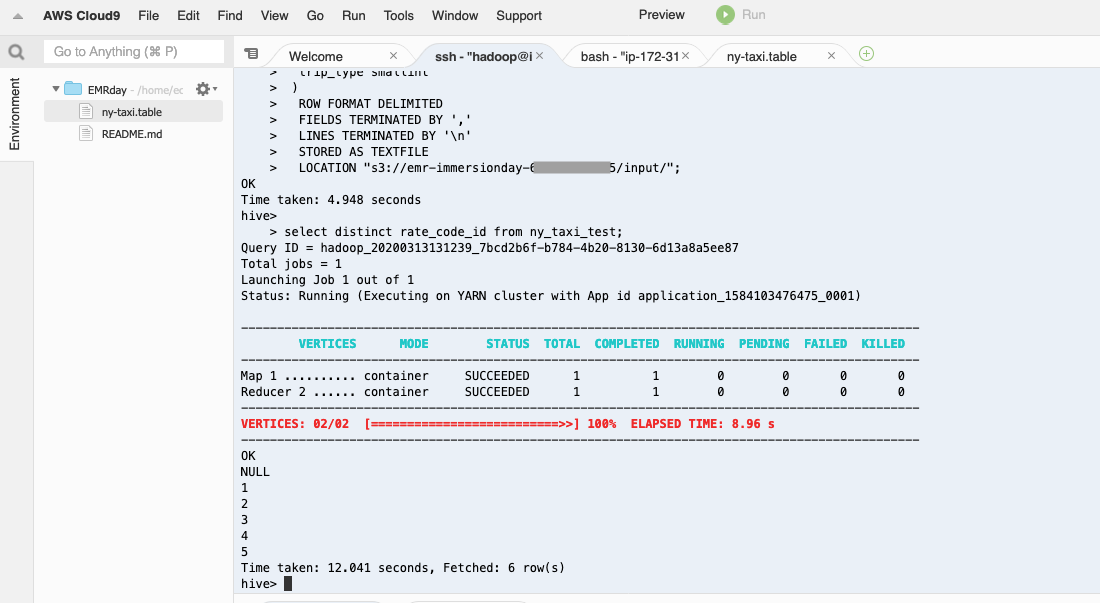 AWS Cloud9 File Edit Find View Go Run Tools Window Support Preview Run
Go to Anything (⌘ P)
Welcome × ssh - "hadoop@i × bash - "ip-172-31 × ny-taxi.table ×
Environment
EMRday - /home/ec
ny-taxi.table
README.md
> trip_type smallint
> )
> ROW FORMAT DELIMITED
> FIELDS TERMINATED BY ','
> LINES TERMINATED BY '\n'
> STORED AS TEXTFILE
> LOCATION "s3://emr-immersionday-6 5/input/";
OK
Time taken: 4.948 seconds
hive>
> select distinct rate_code_id from ny_taxi_test;
Query ID = hadoop_20200313131239_7bcd2b6f-b784-4b20-8130-6d13a8a5ee87
Total jobs = 1
Launching Job 1 out of 1
Status: Running (Executing on YARN cluster with App id application_1584103476475_0001)
----------------------------------------------------------------------------------------------
VERTICES MODE STATUS TOTAL COMPLETED RUNNING PENDING FAILED KILLED
----------------------------------------------------------------------------------------------
Map 1 .......... container SUCCEEDED 1 1 0 0 0 0
Reducer 2 ...... container SUCCEEDED 1 1 0 0 0 0
----------------------------------------------------------------------------------------------
VERTICES: 02/02 [==========================>>] 100% ELAPSED TIME: 8.96 s
----------------------------------------------------------------------------------------------
OK
NULL
1
2
3
4
5
Time taken: 12.041 seconds, Fetched: 6 row(s)
hive>